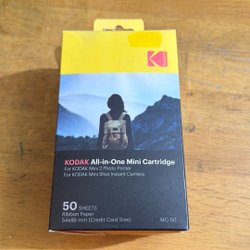 KODAK
KODAK All-in-One Mini Cartridge
For KODAK Mini 2 Photo Printer
For KODAK Mini Shot Instant Camera
50 SHEETS
Ribbon Paper
54x86 mm (Credit Card Size)
MC-50